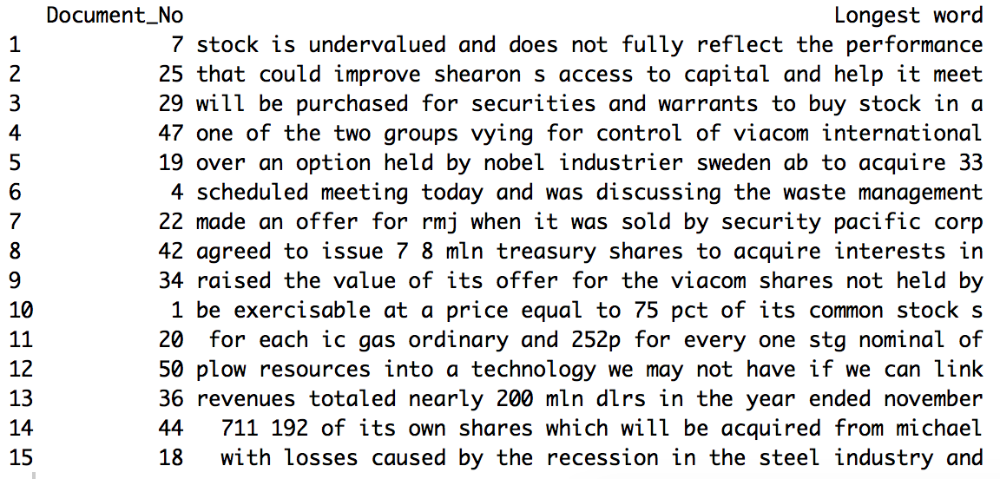 Document_No Longest word
1 7 stock is undervalued and does not fully reflect the performance
2 25 that could improve shearon s access to capital and help it meet
3 29 will be purchased for securities and warrants to buy stock in a
4 47 one of the two groups vying for control of viacom international
5 19 over an option held by nobel industrier sweden ab to acquire 33
6 4 scheduled meeting today and was discussing the waste management
7 22 made an offer for rmj when it was sold by security pacific corp
8 42 agreed to issue 7 8 mln treasury shares to acquire interests in
9 34 raised the value of its offer for the viacom shares not held by
10 1 be exercisable at a price equal to 75 pct of its common stock s
11 20 for each ic gas ordinary and 252p for every one stg nominal of
12 50 plow resources into a technology we may not have if we can link
13 36 revenues totaled nearly 200 mln dlrs in the year ended november
14 44 711 192 of its own shares which will be acquired from michael
15 18 with losses caused by the recession in the steel industry and